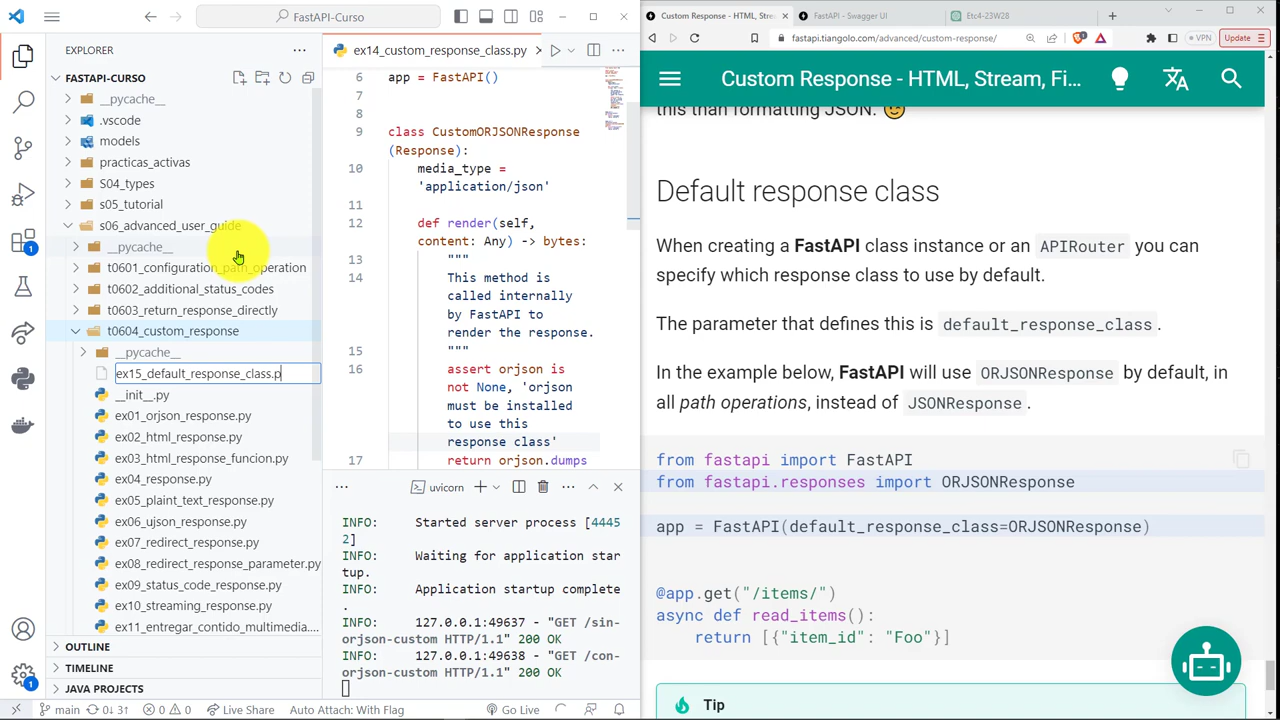 FastAPI-Curso
EXPLORER
FASTAPI-CURSO
__pycache__
.vscode
models
practicas_activas
S04_types
s05_tutorial
s06_advanced_user_guide
__pycache__
t0601_configuration_path_operation
t0602_additional_status_codes
t0603_return_response_directly
t0604_custom_response
__pycache__
ex15_default_response_class.p
__init__.py
ex01_orjson_response.py
ex02_html_response.py
ex03_html_response_funcion.py
ex04_response.py
ex05_plaint_text_response.py
ex06_ujson_response.py
ex07_redirect_response.py
ex08_redirect_response_parameter.py
ex09_status_code_response.py
ex10_streaming_response.py
ex11_entregar_contido_multimedia....
OUTLINE
TIMELINE
JAVA PROJECTS
1
1
main 0↓ 3↑ 0 0 Live Share Auto Attach: With Flag Go Live
ex14_custom_response_class.py
6 app = FastAPI()
7
8
9 class CustomORJSONResponse
(Response):
10 media_type =
'application/json'
11
12 def render(self,
content: Any) -> bytes:
13 """
14 This method is
called internally
by FastAPI to
render the response.
15 """
16 assert orjson is
not None, 'orjson
must be installed
to use this
response class'
17 return orjson.dumps
uvicorn
INFO: Started server process [4445
2]
INFO: Waiting for application star
tup.
INFO: Application startup complete
.
INFO: 127.0.0.1:49637 - "GET /sin-
orjson-custom HTTP/1.1" 200 OK
INFO: 127.0.0.1:49638 - "GET /con-
orjson-custom HTTP/1.1" 200 OK
Custom Response - HTML, Strea
FastAPI - Swagger UI
Etc4-23W28
fastapi.tiangolo.com/advanced/custom-response/
VPN
Update
Custom Response - HTML, Stream, Fi...
this than formatting JSON. 😉
Default response class
When creating a FastAPI class instance or an APIRouter you can
specify which response class to use by default.
The parameter that defines this is default_response_class.
In the example below, FastAPI will use ORJSONResponse by default, in
all path operations, instead of JSONResponse.
from fastapi import FastAPI
from fastapi.responses import ORJSONResponse
app = FastAPI(default_response_class=ORJSONResponse)
@app.get("/items/")
async def read_items():
return [{"item_id": "Foo"}]
Tip